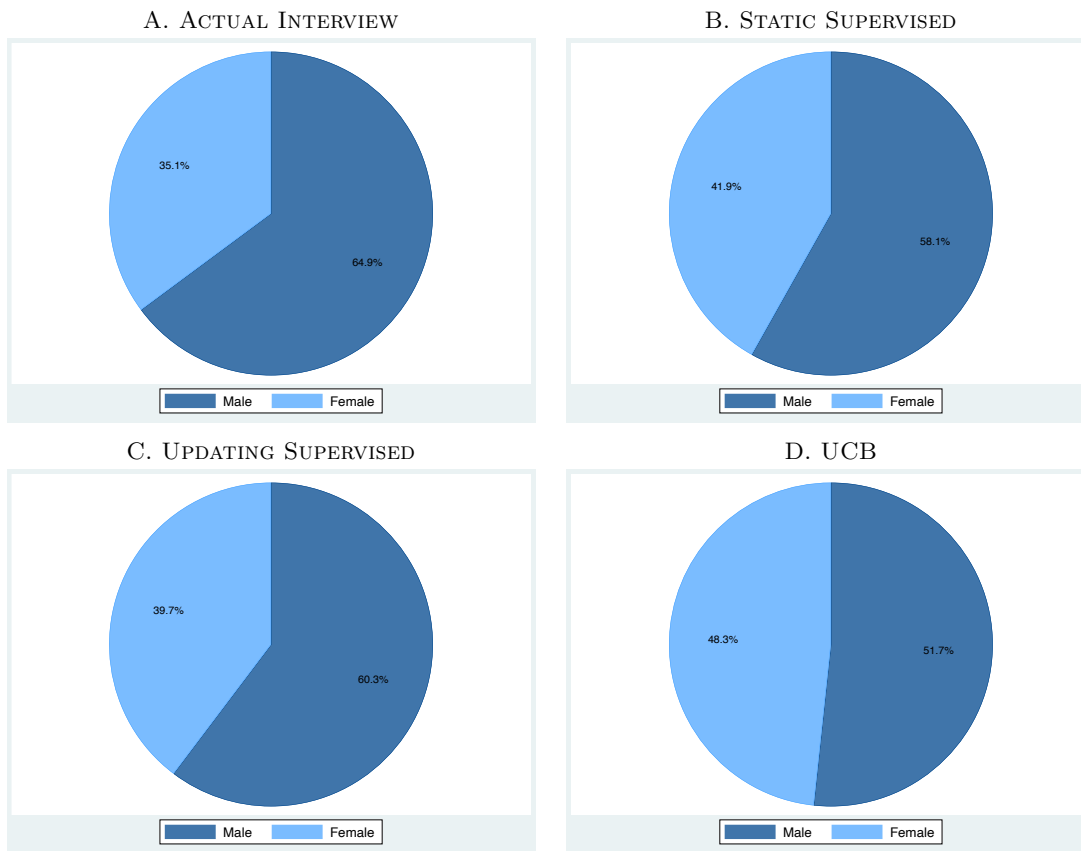 A. Actual Interview
B. Static Supervised
35.1%
64.9%
41.9%
58.1%
Male Female
Male Female
C. Updating Supervised
D. UCB
39.7%
60.3%
48.3%
51.7%
Male Female
Male Female